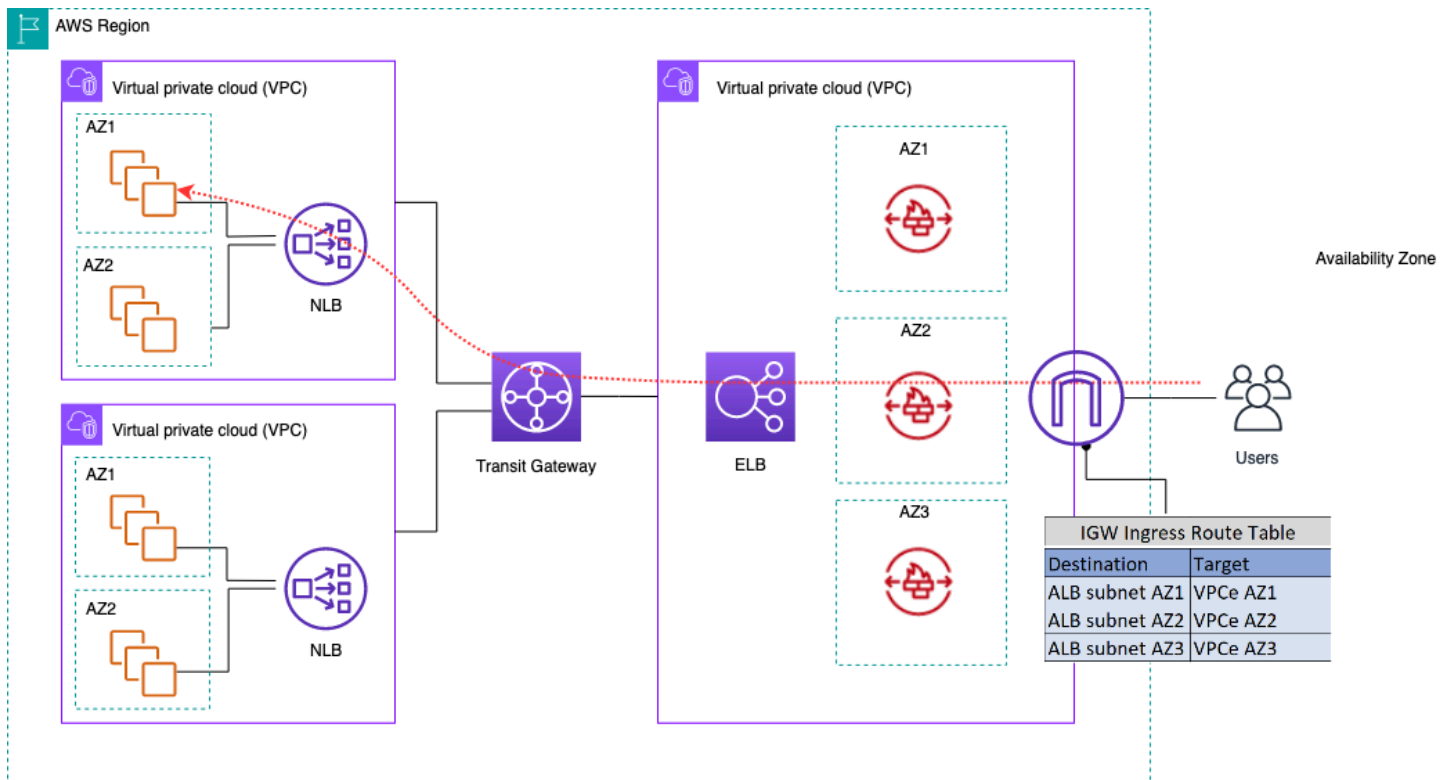 AWS Region
Virtual private cloud (VPC)
AZ1
AZ2
NLB
Virtual private cloud (VPC)
AZ1
AZ2
NLB
Transit Gateway
Virtual private cloud (VPC)
AZ1
AZ2
ELB
AZ3
Availability Zone
Users
IGW Ingress Route Table
Destination Target
ALB subnet AZ1 VPCe AZ1
ALB subnet AZ2 VPCe AZ2
ALB subnet AZ3 VPCe AZ3